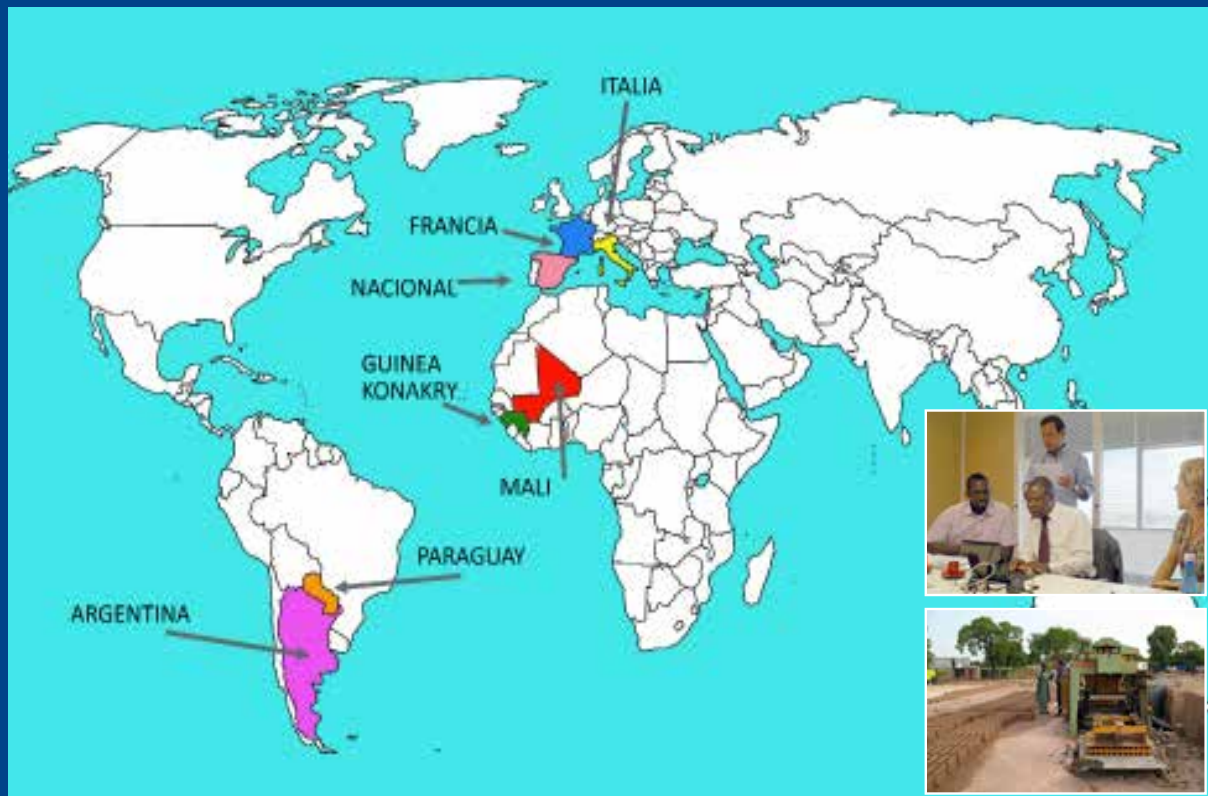 ITALIA
FRANCIA
NACIONAL
GUINEA
KONAKRY
MALI
PARAGUAY
ARGENTINA